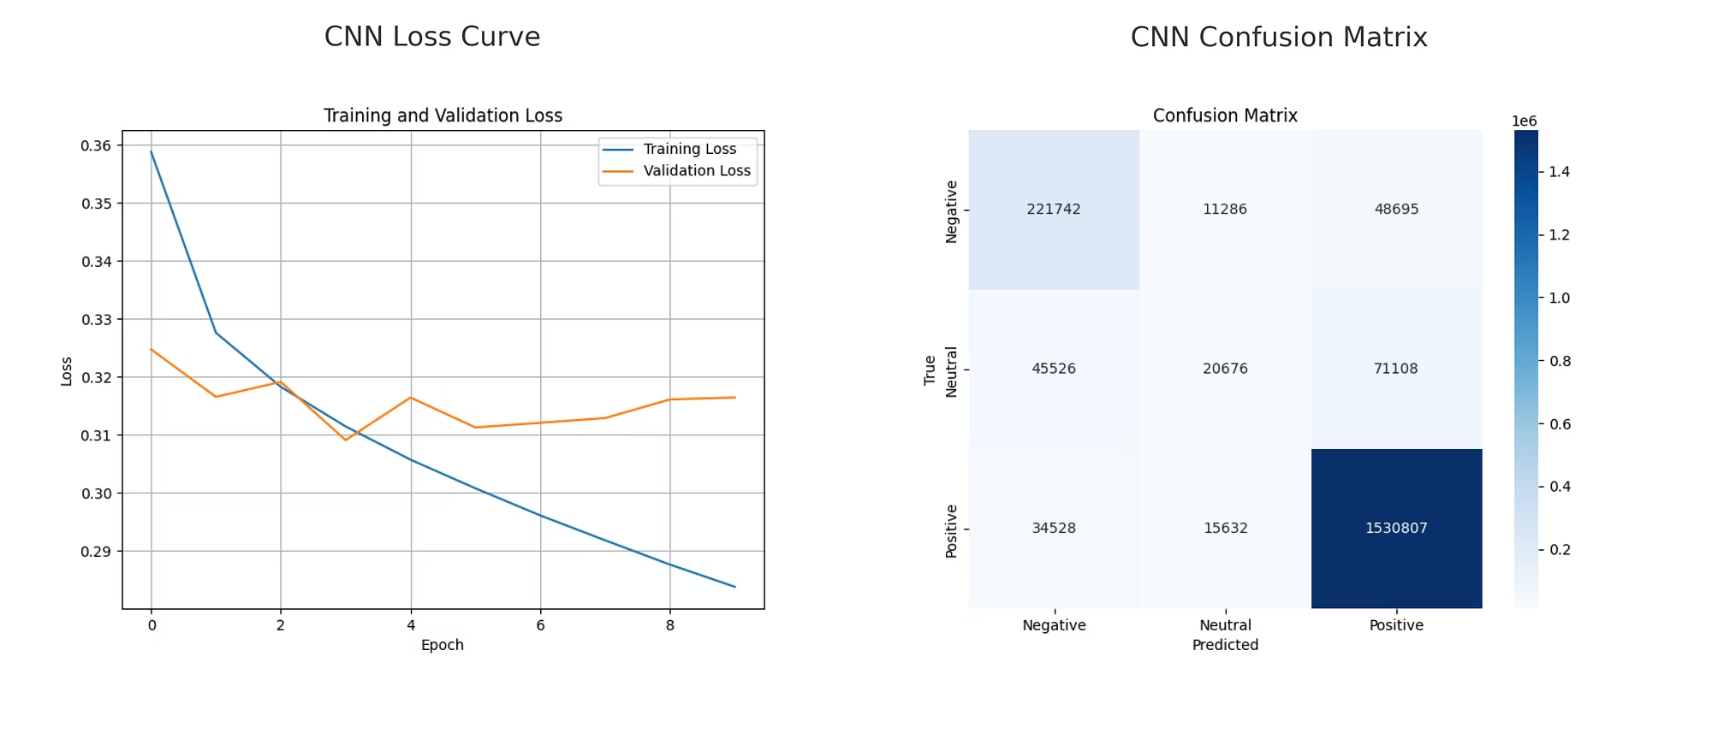 CNN Loss Curve
CNN Confusion Matrix
Training and Validation Loss
Training Loss
Validation Loss
0.36
0.35
0.34
0.33
0.32
0.31
0.30
0.29
Loss
0 2 4 6 8
Epoch
Confusion Matrix
1e6
True
Negative
221742 11286 48695
Neutral
45526 20676 71108
Positive
34528 15632 1530807
Negative Neutral Positive
Predicted
1.4
1.2
1.0
0.8
0.6
0.4
0.2